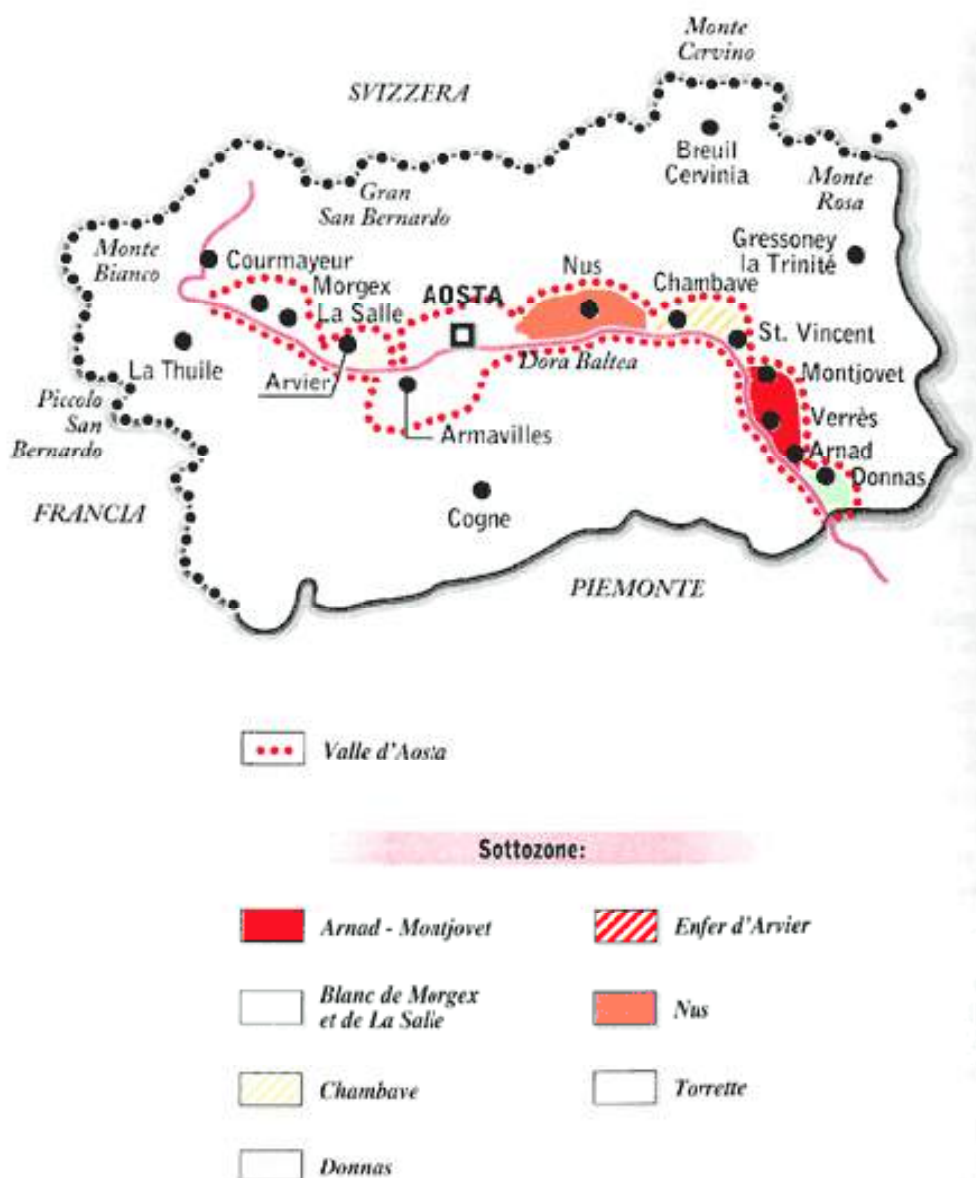 Monte
Cervino
SVIZZERA
Breuil
Cervinia
Gran
San Bernardo
Monte
Rosa
Monte
Bianco
Courmayeur
Gressoney
la Trinité
Morgex
La Salle
AOSTA
Nus
Chambave
St. Vincent
La Thuile
Arvier
Dora Baltea
Montjovet
Piccolo
San
Bernardo
Armavilles
Verrès
Arnad
Donnas
FRANCIA
Cogne
PIEMONTE
Valle d'Aosta
Sottozone:
Arnad - Montjovet
Enfer d'Arvier
Blanc de Morgex
et de La Salle
Nus
Chambave
Torrette
Donnas